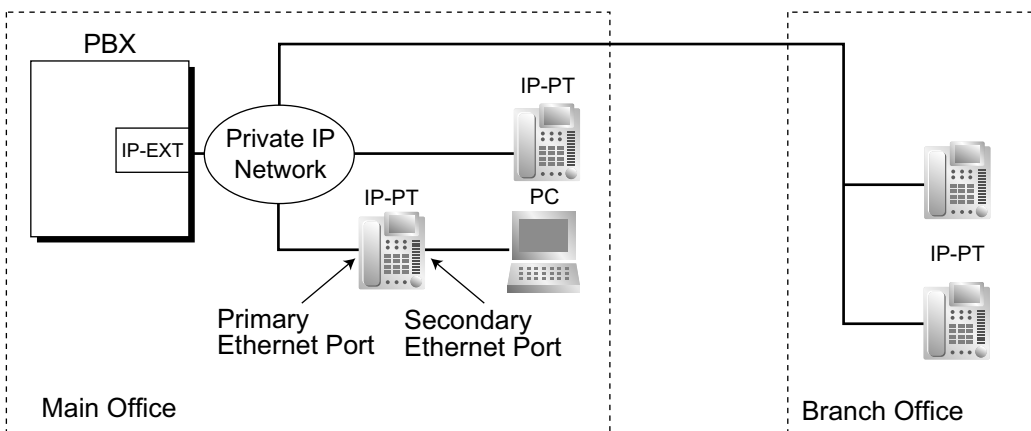 PBX
IP-EXT
Private IP
Network
IP-PT
IP-PT
PC
Primary
Ethernet Port
Secondary
Ethernet Port
Main Office
IP-PT
Branch Office